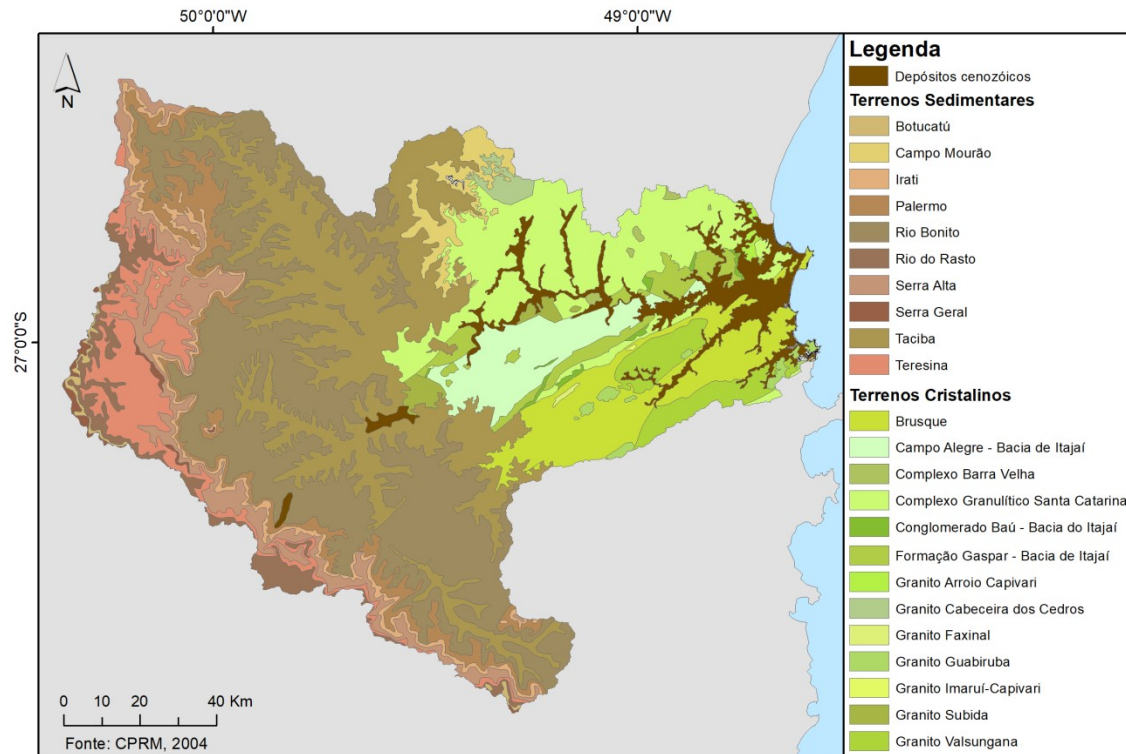 50°0'0"W
49°0'0"W
27°0'0"S
N
0 10 20 40 Km
Fonte: CPRM, 2004
Legenda
Depósitos cenozóicos
Terrenos Sedimentares
Botucatú
Campo Mourão
Irati
Palermo
Rio Bonito
Rio do Rasto
Serra Alta
Serra Geral
Taciba
Teresina
Terrenos Cristalinos
Brusque
Campo Alegre - Bacia de Itajaí
Complexo Barra Velha
Complexo Granulítico Santa Catarina
Conglomerado Baú - Bacia do Itajaí
Formação Gaspar - Bacia de Itajaí
Granito Arroio Capivari
Granito Cabeceira dos Cedros
Granito Faxinal
Granito Guabiruba
Granito Imaruí-Capivari
Granito Subida
Granito Valsungana